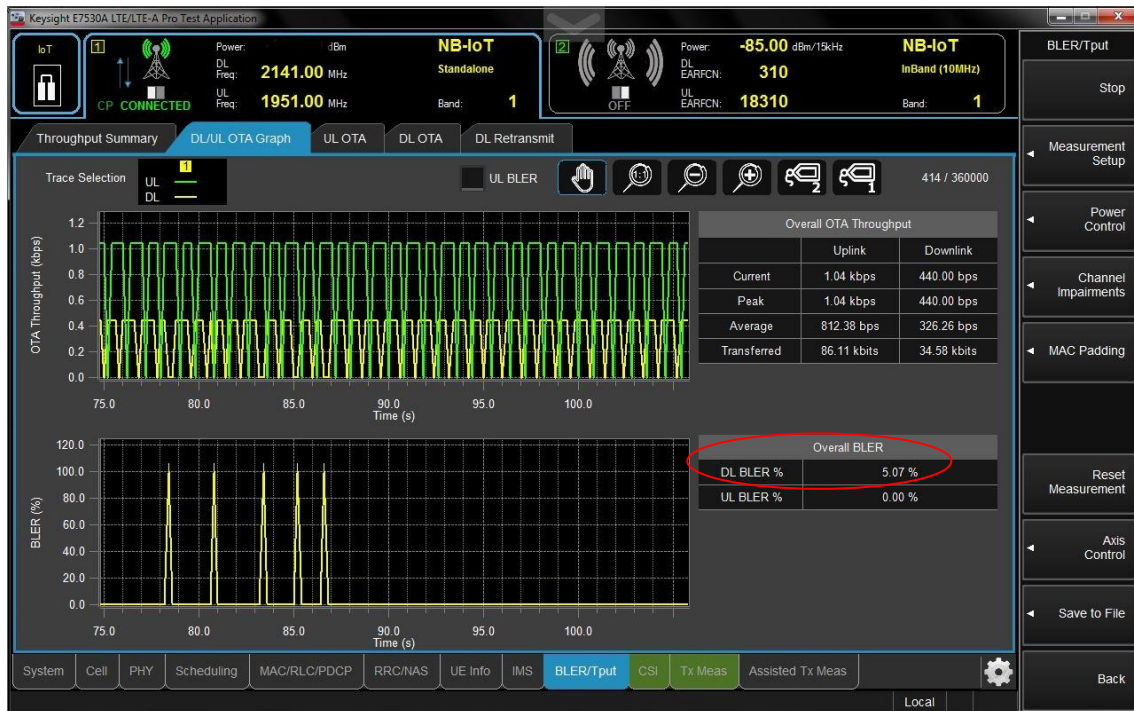 Keysight E7530A LTE/LTE-A Pro Test Application
IoT
1
CP CONNECTED
Power: dBm
DL Freq: 2141.00 MHz
UL Freq: 1951.00 MHz
NB-IoT
Standalone
Band: 1
2
OFF
Power: -85.00 dBm/15kHz
DL EARFCN: 310
UL EARFCN: 18310
NB-IoT
InBand (10MHz)
Band: 1
BLER/Tput
Stop
Measurement Setup
Power Control
Channel Impairments
MAC Padding
Reset Measurement
Axis Control
Save to File
Back
Throughput Summary DL/UL OTA Graph UL OTA DL OTA DL Retransmit
Trace Selection
1
UL
DL
UL BLER
1:1
2
1
414 / 360000
OTA Throughput (kbps)
1.2
1.0
0.8
0.6
0.4
0.2
0.0
75.0 80.0 85.0 90.0 95.0 100.0
Time (s)
Overall OTA Throughput
Uplink Downlink
Current 1.04 kbps 440.00 bps
Peak 1.04 kbps 440.00 bps
Average 812.38 bps 326.26 bps
Transferred 86.11 kbits 34.58 kbits
BLER (%)
120.0
100.0
80.0
60.0
40.0
20.0
0.0
75.0 80.0 85.0 90.0 95.0 100.0
Time (s)
Overall BLER
DL BLER % 5.07 %
UL BLER % 0.00 %
System Cell PHY Scheduling MAC/RLC/PDCP RRC/NAS UE Info IMS BLER/Tput CSI Tx Meas Assisted Tx Meas
Local